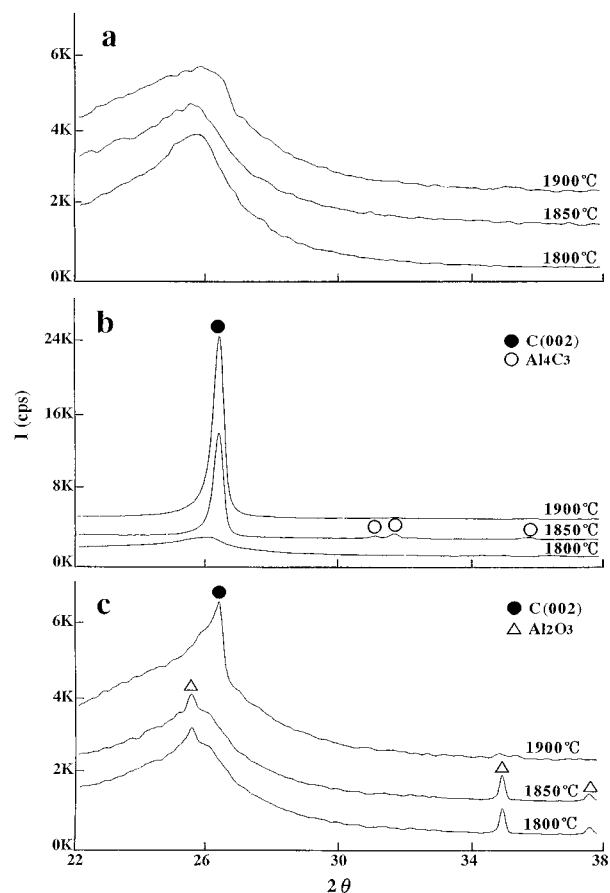 a
6K
4K
2K
0K
1900℃
1850℃
1800℃
b
24K
16K
8K
0K
● C(002)
○ Al4C3
1900℃
1850℃
1800℃
I (cps)
c
6K
4K
2K
0K
● C(002)
△ Al2O3
1900℃
1850℃
1800℃
22 26 30 34 38
2 θ